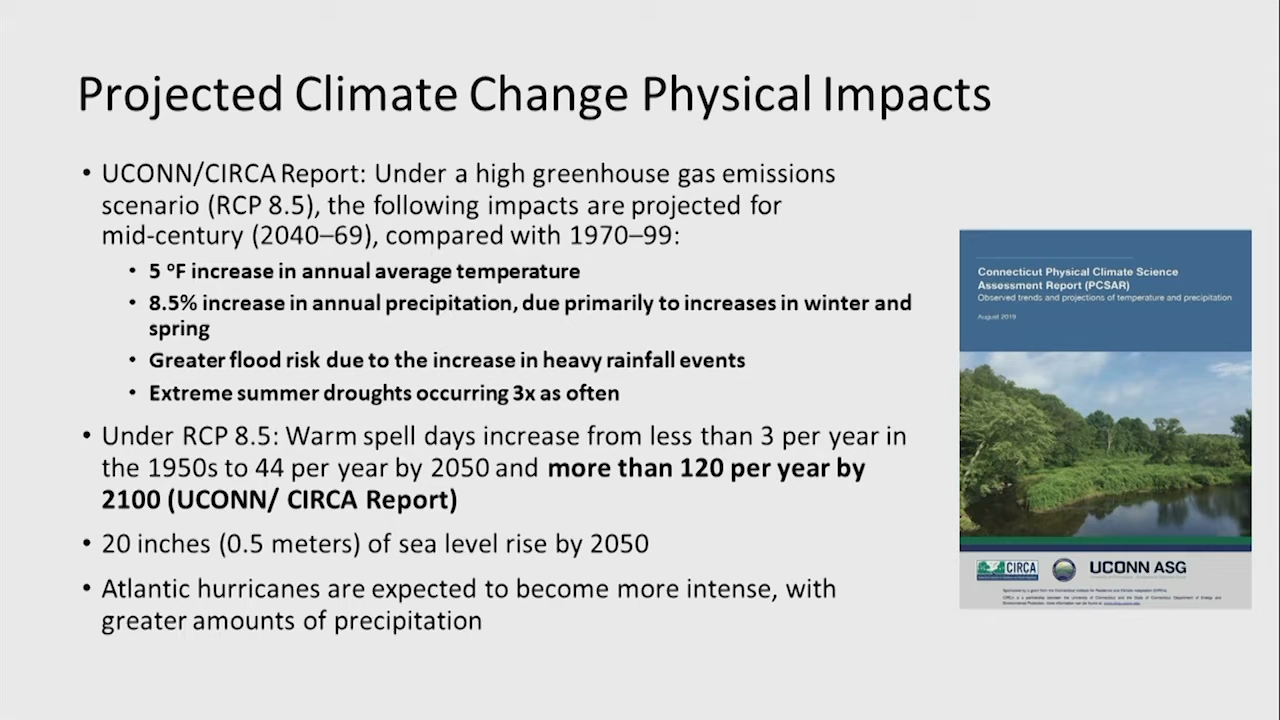 Projected Climate Change Physical Impacts
• UCONN/CIRCA Report: Under a high greenhouse gas emissions
scenario (RCP 8.5), the following impacts are projected for
mid-century (2040–69), compared with 1970–99:
• 5 °F increase in annual average temperature
• 8.5% increase in annual precipitation, due primarily to increases in winter and
spring
• Greater flood risk due to the increase in heavy rainfall events
• Extreme summer droughts occurring 3x as often
• Under RCP 8.5: Warm spell days increase from less than 3 per year in
the 1950s to 44 per year by 2050 and more than 120 per year by
2100 (UCONN/ CIRCA Report)
• 20 inches (0.5 meters) of sea level rise by 2050
• Atlantic hurricanes are expected to become more intense, with
greater amounts of precipitation
Connecticut Physical Climate Science
Assessment Report (PCSAR)
Observed trends and projections of temperature and precipitation
August 2019
CIRCA
UCONN ASG